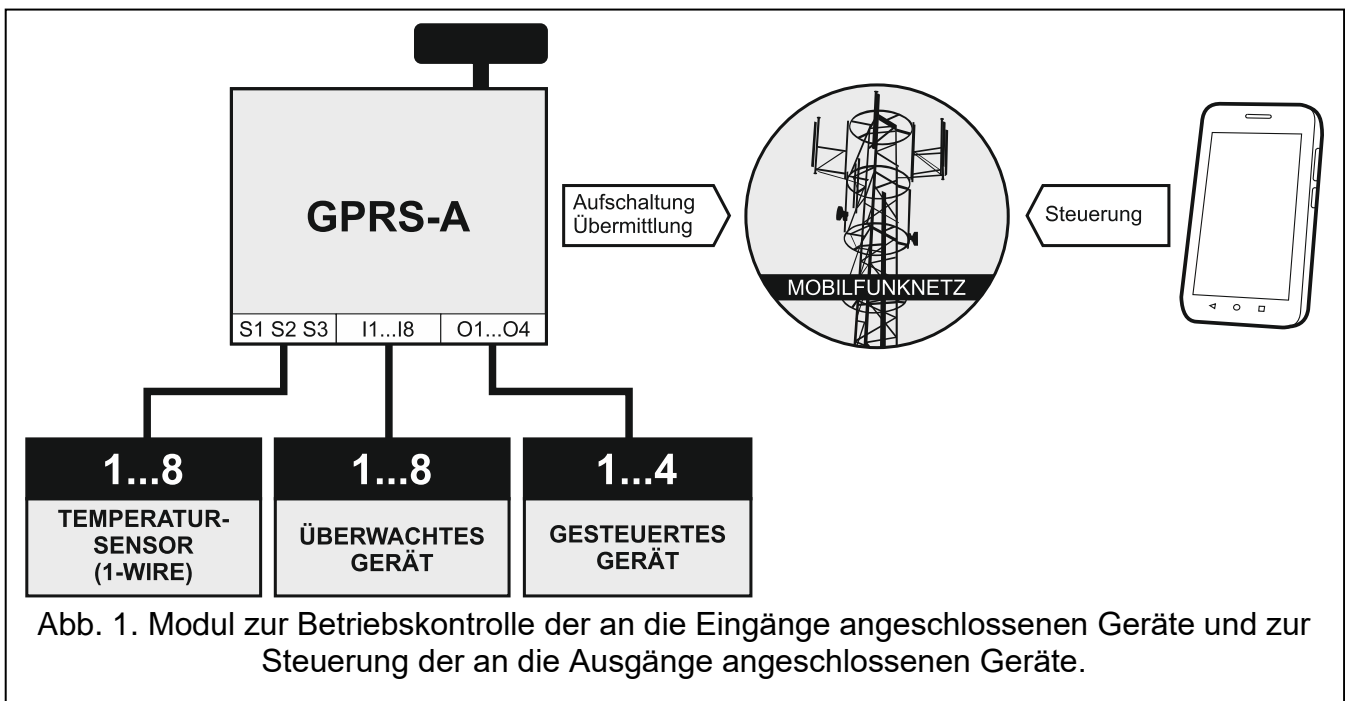 GPRS-A
S1 S2 S3
I1...I8
O1...O4
Aufschaltung
Übermittlung
MOBILFUNKNETZ
Steuerung
1...8
TEMPERATUR-
SENSOR
(1-WIRE)
1...8
ÜBERWACHTES
GERÄT
1...4
GESTEUERTES
GERÄT
Abb. 1. Modul zur Betriebskontrolle der an die Eingänge angeschlossenen Geräte und zur
Steuerung der an die Ausgänge angeschlossenen Geräte.